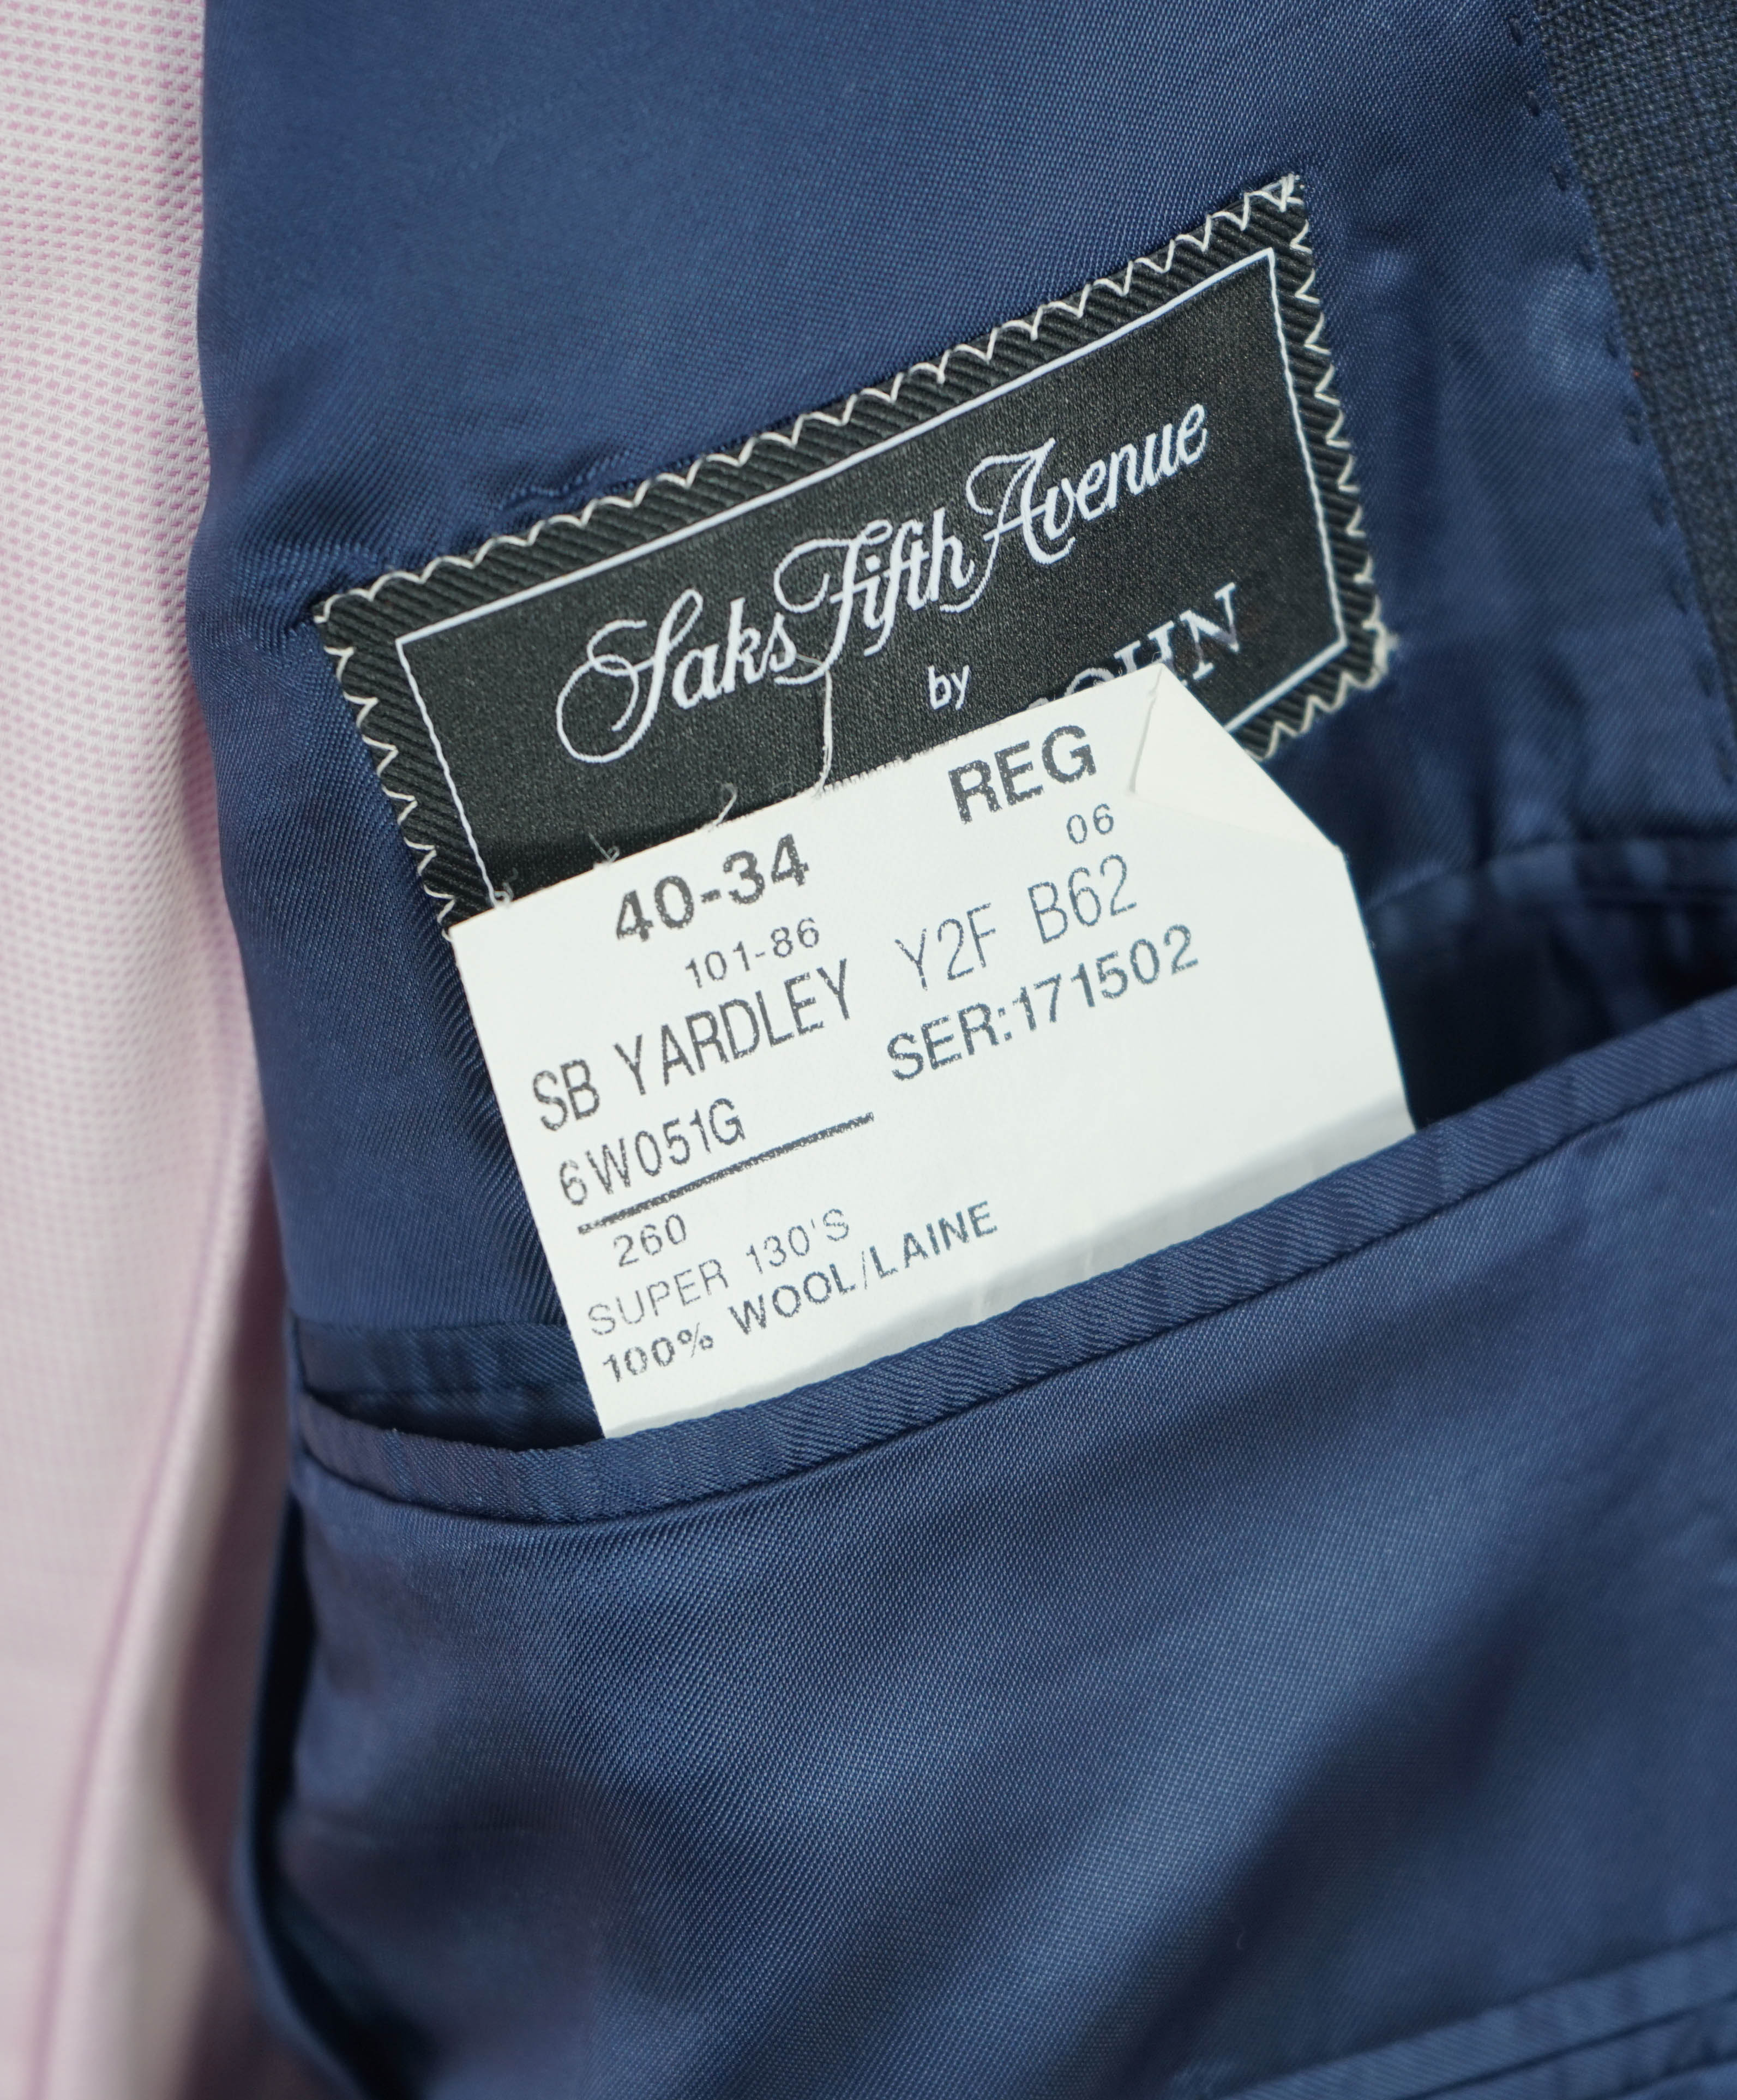 Saks Fifth Avenue
by
40-34 REG
101-86 06
SB YARDLEY Y2F B62
6W051G SER:171502
260
SUPER 130'S
100% WOOL/LAINE